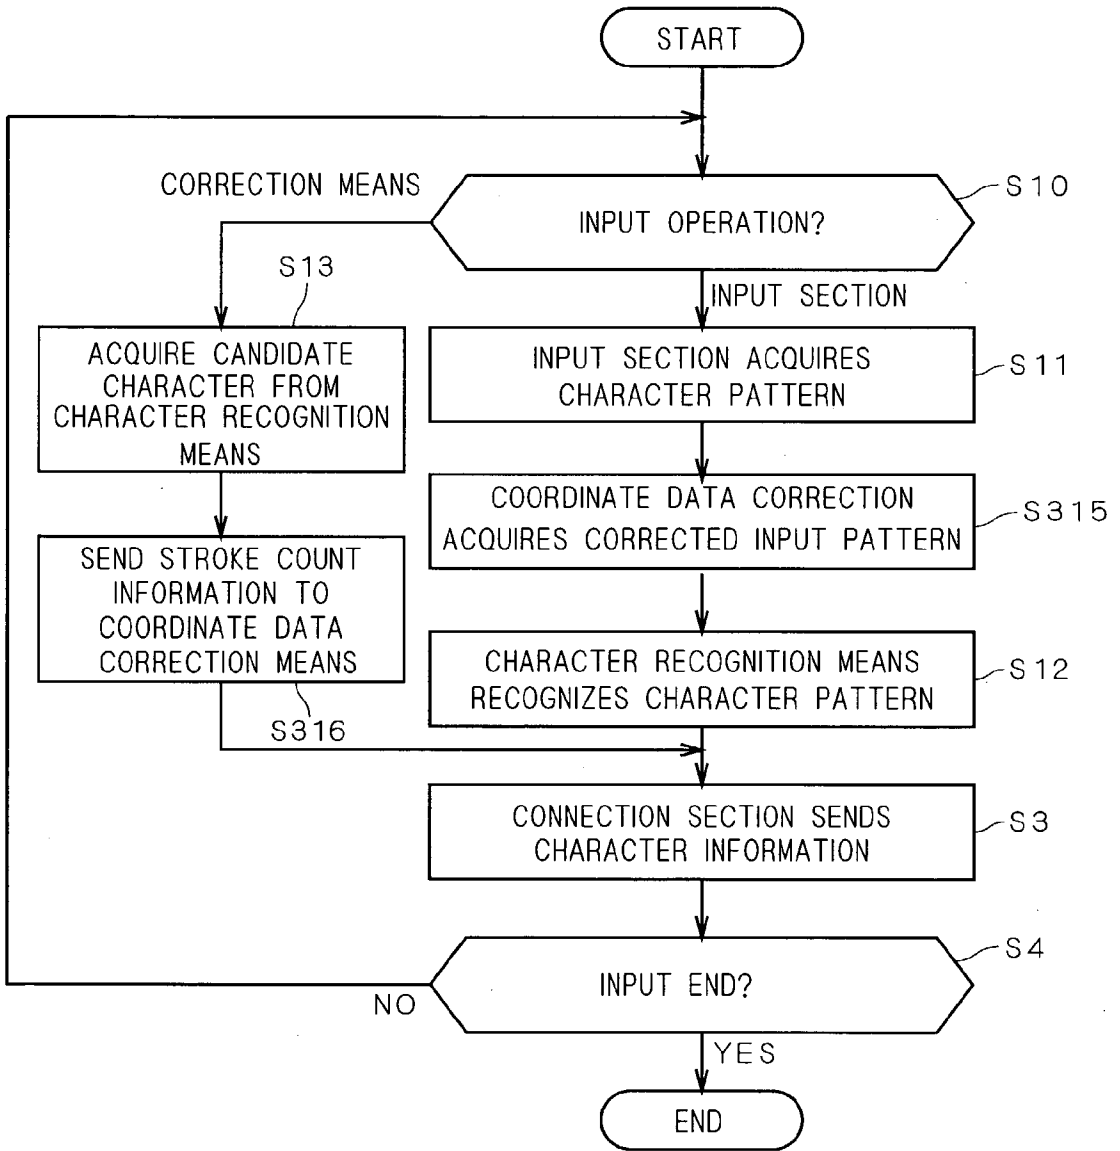 START
CORRECTION MEANS
S10
INPUT OPERATION?
S13
INPUT SECTION
ACQUIRE CANDIDATE
CHARACTER FROM
CHARACTER RECOGNITION
MEANS
INPUT SECTION ACQUIRES
CHARACTER PATTERN
S11
COORDINATE DATA CORRECTION
ACQUIRES CORRECTED INPUT PATTERN
S315
SEND STROKE COUNT
INFORMATION TO
COORDINATE DATA
CORRECTION MEANS
S316
CHARACTER RECOGNITION MEANS
RECOGNIZES CHARACTER PATTERN
S12
CONNECTION SECTION SENDS
CHARACTER INFORMATION
S3
S4
INPUT END?
NO
YES
END